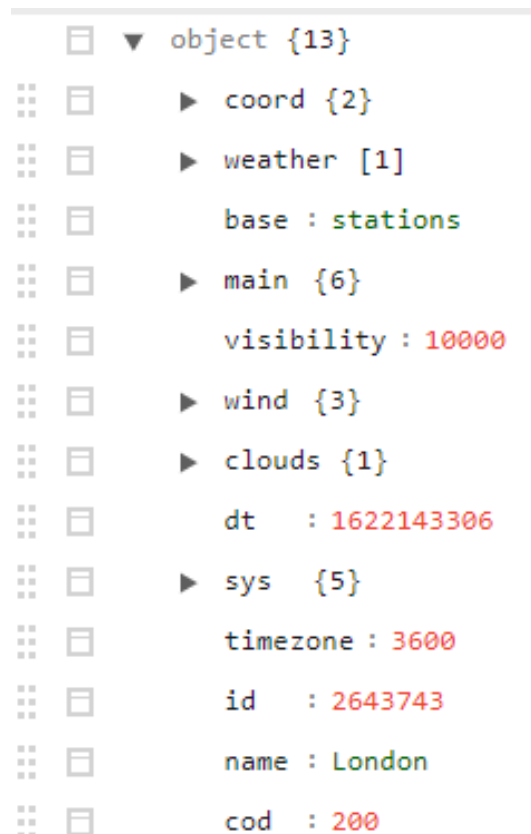 object {13}
coord {2}
weather [1]
base : stations
main {6}
visibility : 10000
wind {3}
clouds {1}
dt : 1622143306
sys {5}
timezone : 3600
id : 2643743
name : London
cod : 200